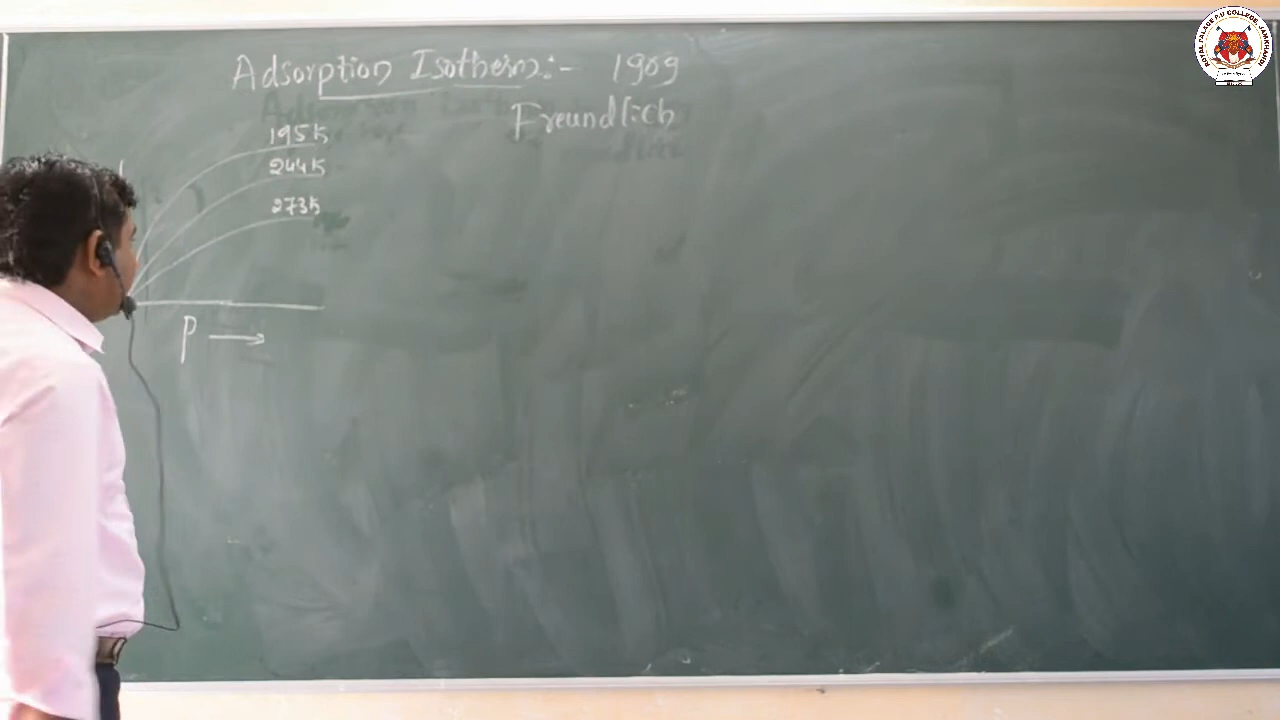 Adsorption Isotherm:- 1909
Freundlich
195K
244K
273K
P